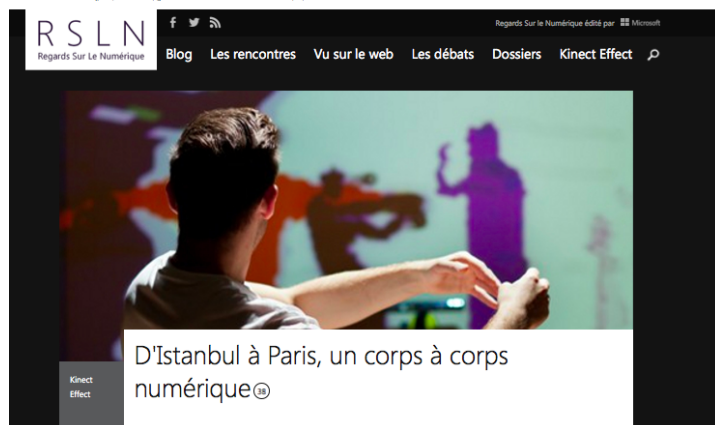 R S L N
Regards Sur Le Numérique
Regards Sur le Numérique édité par Microsoft
Blog Les rencontres Vu sur le web Les débats Dossiers Kinect Effect
D'Istanbul à Paris, un corps à corps
numérique 38
Kinect
Effect